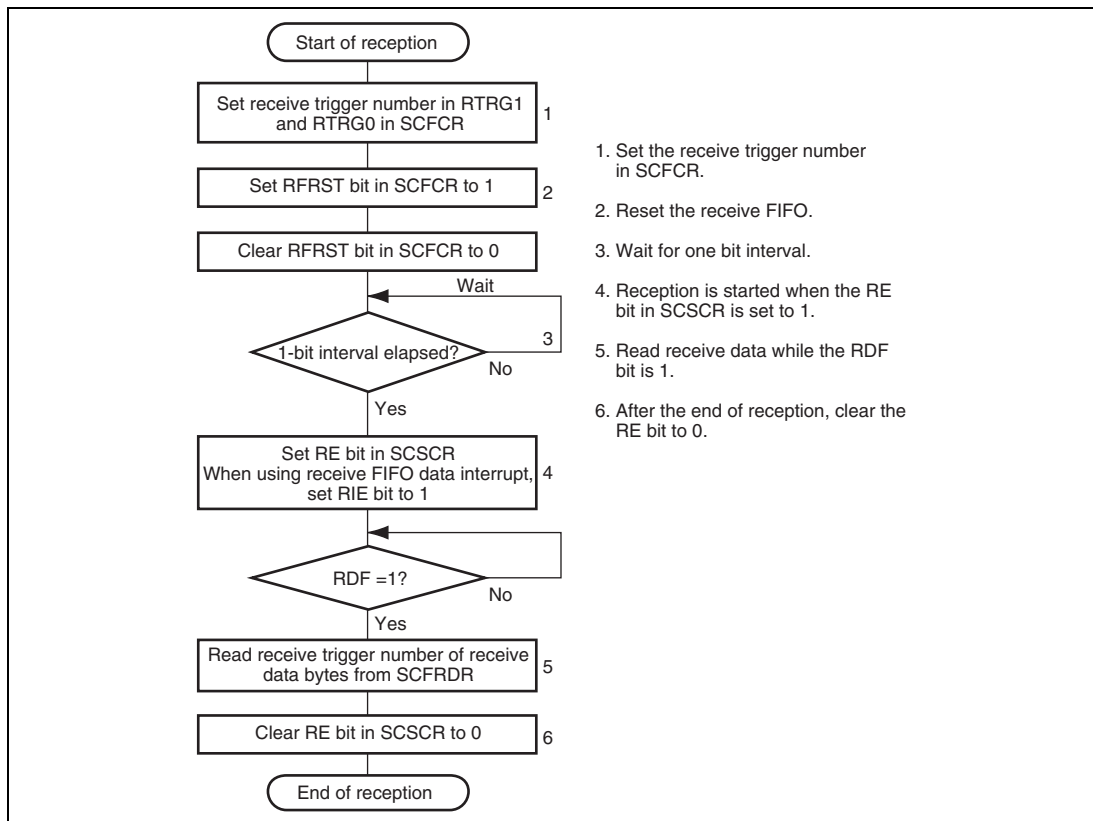 Start of reception
Set receive trigger number in RTRG1
and RTRG0 in SCFCR
1
Set RFRST bit in SCFCR to 1
2
Clear RFRST bit in SCFCR to 0
Wait
1-bit interval elapsed?
3
No
Yes
Set RE bit in SCSCR
When using receive FIFO data interrupt,
set RIE bit to 1
4
RDF =1?
No
Yes
Read receive trigger number of receive
data bytes from SCFRDR
5
Clear RE bit in SCSCR to 0
6
End of reception
1. Set the receive trigger number
in SCFCR.
2. Reset the receive FIFO.
3. Wait for one bit interval.
4. Reception is started when the RE
bit in SCSCR is set to 1.
5. Read receive data while the RDF
bit is 1.
6. After the end of reception, clear the
RE bit to 0.